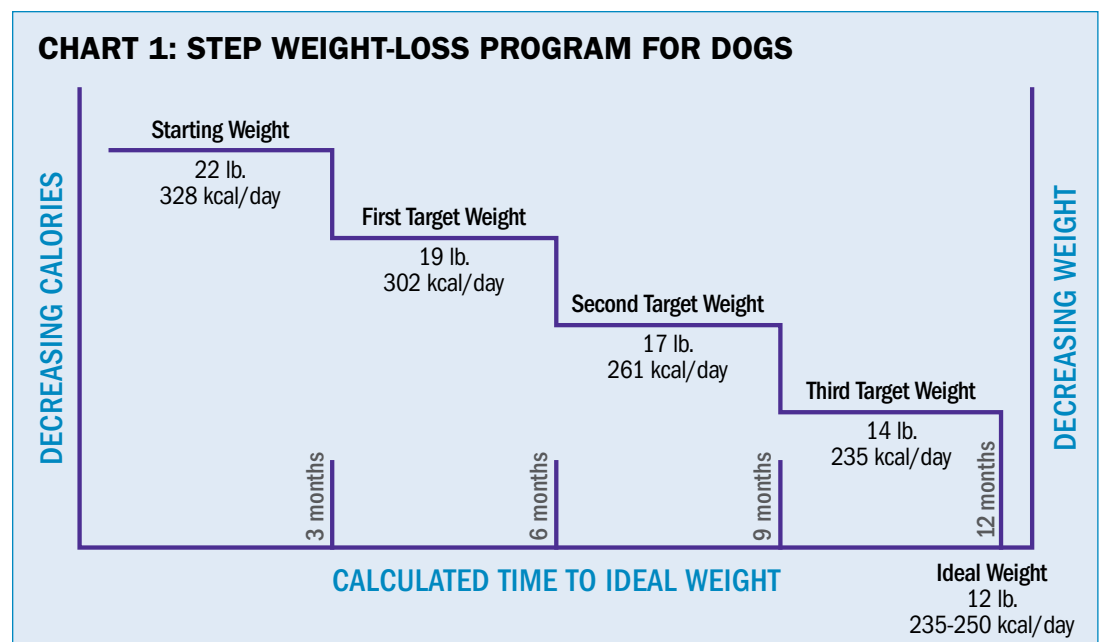 CHART 1: STEP WEIGHT-LOSS PROGRAM FOR DOGS
DECREASING CALORIES
Starting Weight
22 lb.
328 kcal/day
First Target Weight
19 lb.
302 kcal/day
Second Target Weight
17 lb.
261 kcal/day
Third Target Weight
14 lb.
235 kcal/day
DECREASING WEIGHT
3 months
6 months
9 months
12 months
CALCULATED TIME TO IDEAL WEIGHT
Ideal Weight
12 lb.
235-250 kcal/day